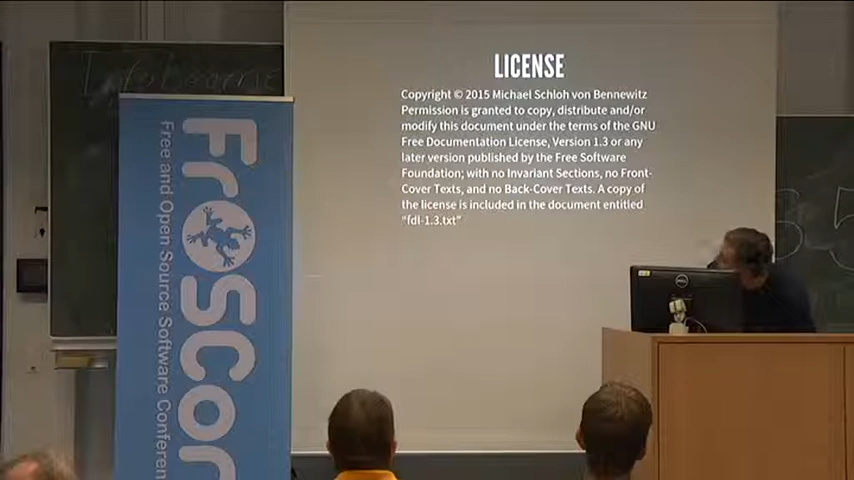 LICENSE
Copyright © 2015 Michael Schloh von Bennewitz
Permission is granted to copy, distribute and/or
modify this document under the terms of the GNU
Free Documentation License, Version 1.3 or any
later version published by the Free Software
Foundation; with no Invariant Sections, no Front-
Cover Texts, and no Back-Cover Texts. A copy of
the license is included in the document entitled
"fdl-1.3.txt"
FrOSCon
Free and Open Source Software Conferen
DELL